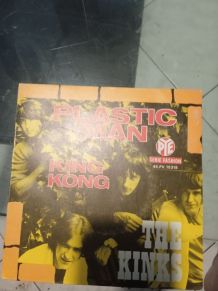 PLASTIC
MAN
PYE
SERIE FASHION
KING
KONG
THE
KINKS